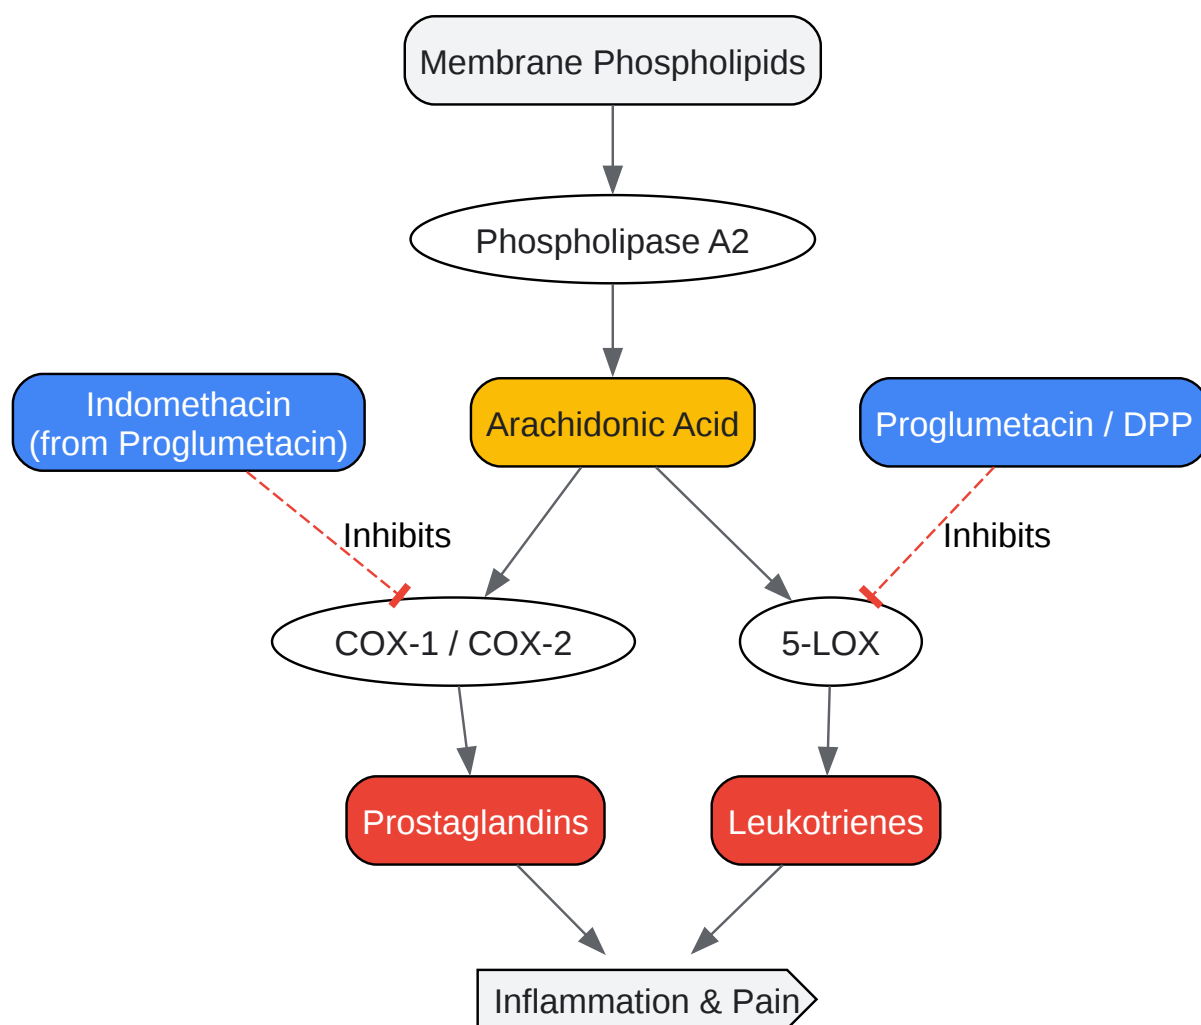 Membrane Phospholipids
Phospholipase A2
Indomethacin
(from Proglumetacin)
Arachidonic Acid
Proglumetacin / DPP
Inhibits
Inhibits
COX-1 / COX-2
5-LOX
Prostaglandins
Leukotrienes
Inflammation & Pain